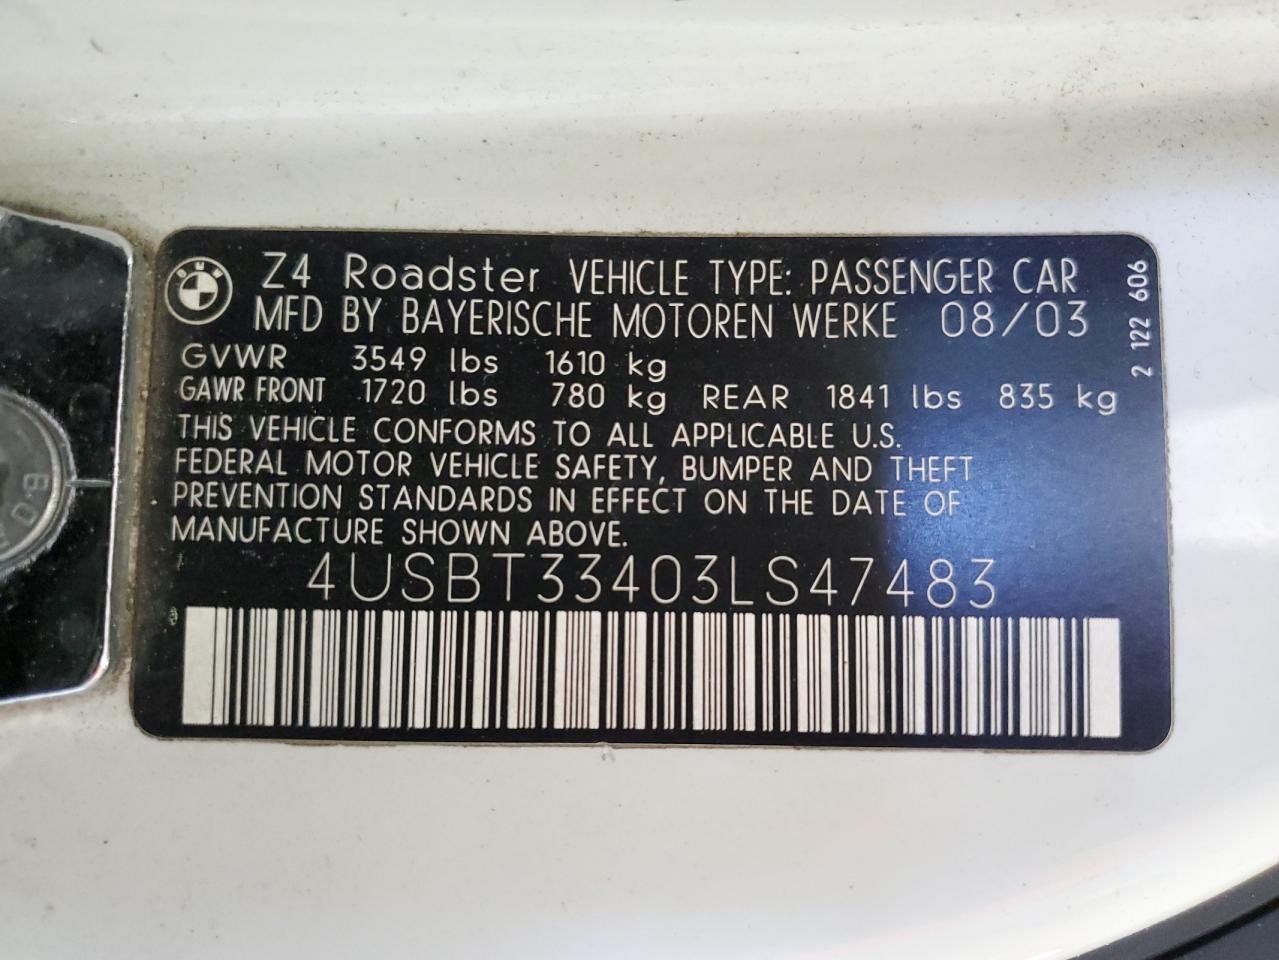 BMW
Z4 Roadster VEHICLE TYPE: PASSENGER CAR
MFD BY BAYERISCHE MOTOREN WERKE 08/03
GVWR 3549 lbs 1610 kg
GAWR FRONT 1720 lbs 780 kg REAR 1841 lbs 835 kg
THIS VEHICLE CONFORMS TO ALL APPLICABLE U.S.
FEDERAL MOTOR VEHICLE SAFETY, BUMPER AND THEFT
PREVENTION STANDARDS IN EFFECT ON THE DATE OF
MANUFACTURE SHOWN ABOVE.
4USBT33403LS47483
2 122 606